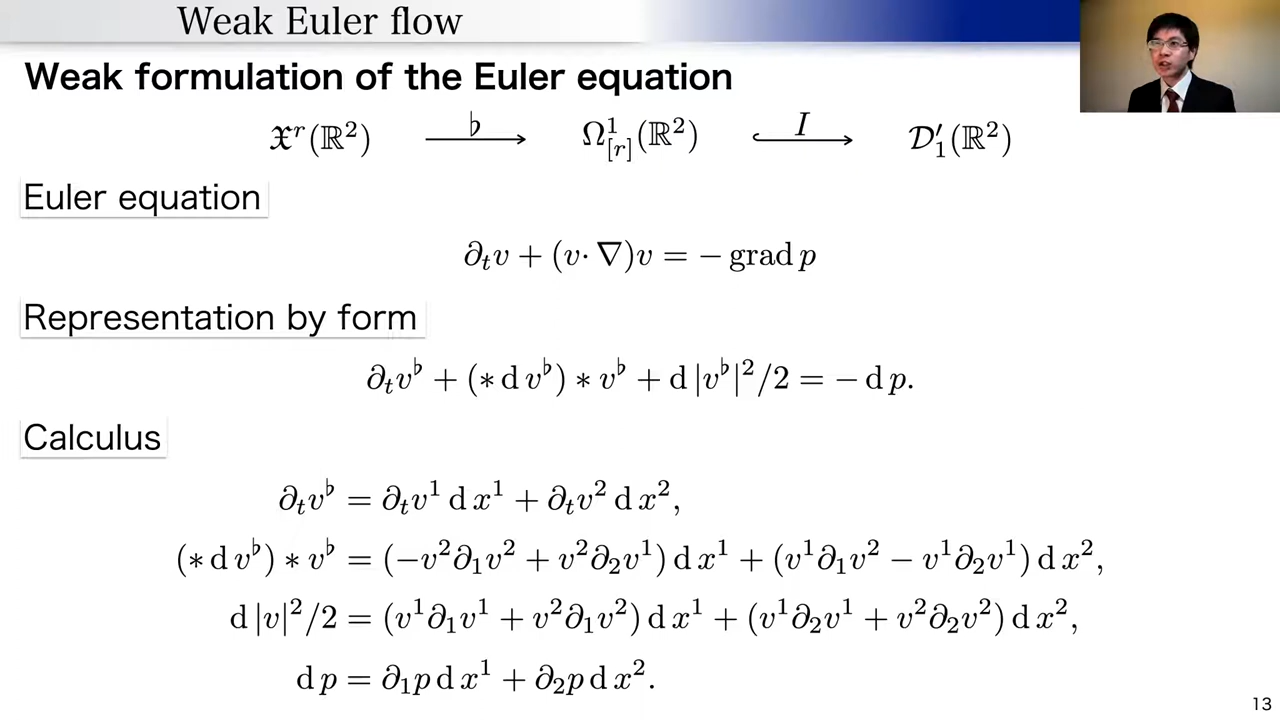 Weak Euler flow
Weak formulation of the Euler equation
𝔛ʳ(ℝ²) —♭→ Ω¹_[r](ℝ²) ↪—I→ 𝒟′₁(ℝ²)
Euler equation
∂ₜv + (v·∇)v = − grad p
Representation by form
∂ₜv♭ + (∗ d v♭) ∗ v♭ + d |v♭|²/2 = − d p.
Calculus
∂ₜv♭ = ∂ₜv¹ d x¹ + ∂ₜv² d x²,
(∗ d v♭) ∗ v♭ = (−v²∂₁v² + v²∂₂v¹) d x¹ + (v¹∂₁v² − v¹∂₂v¹) d x²,
d |v|²/2 = (v¹∂₁v¹ + v²∂₁v²) d x¹ + (v¹∂₂v¹ + v²∂₂v²) d x²,
d p = ∂₁p d x¹ + ∂₂p d x².
13